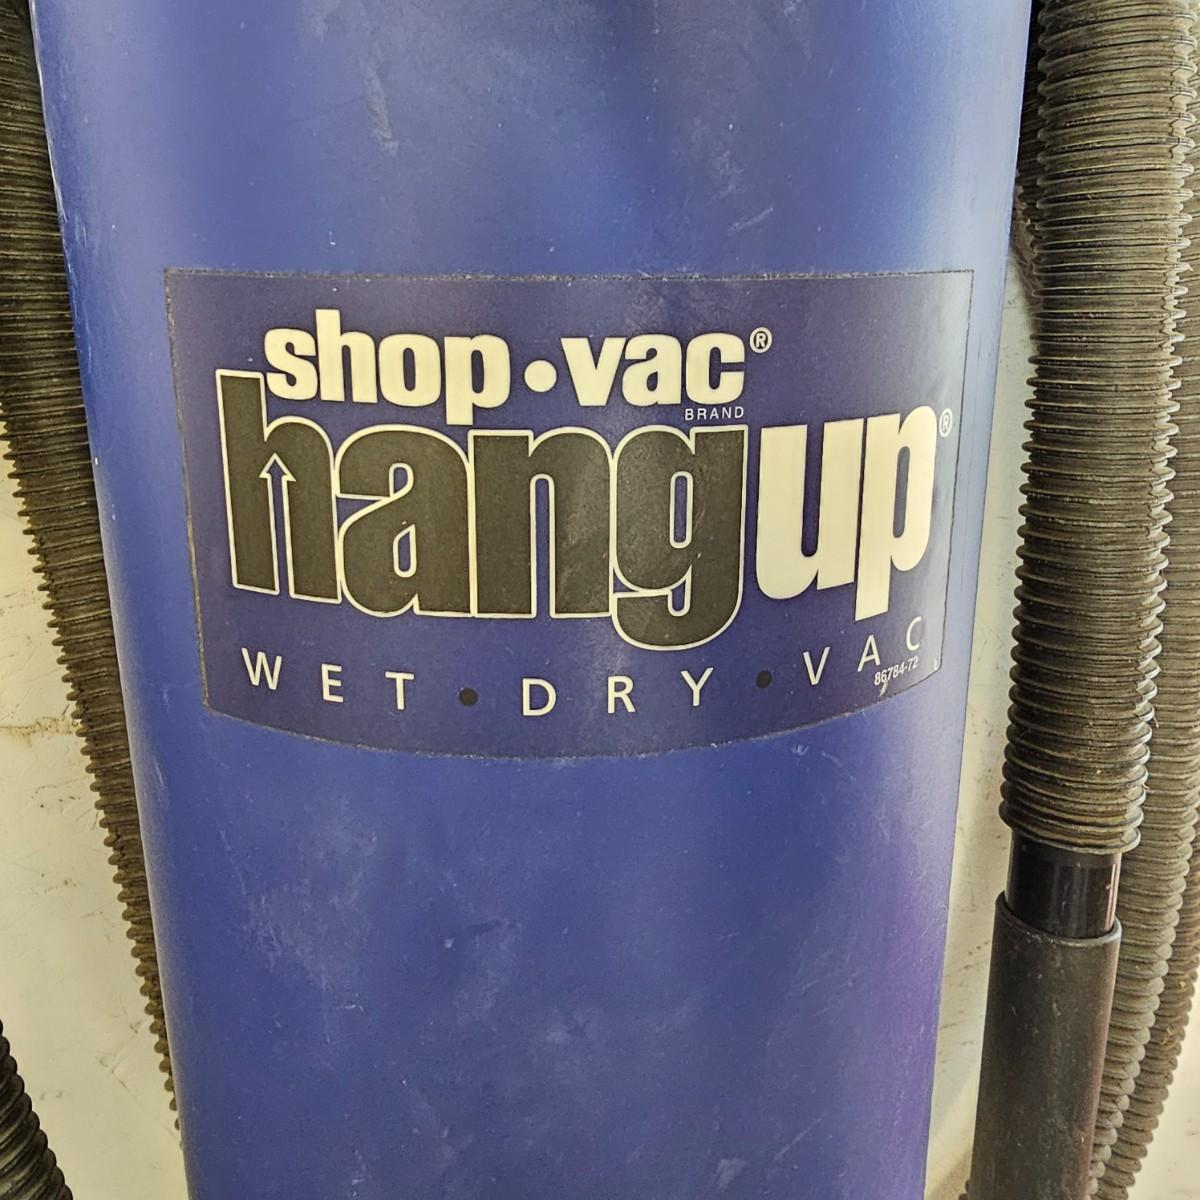 shop•vac®
BRAND
hangup®
WET•DRY•VAC
86784-72